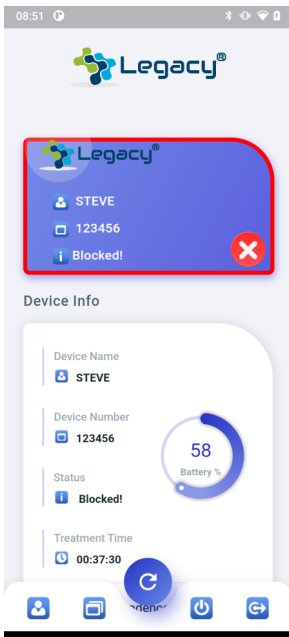 08:51
Legacy®
Legacy®
STEVE
123456
Blocked!
Device Info
Device Name
STEVE
Device Number
123456
58
Battery %
Status
Blocked!
Treatment Time
00:37:30